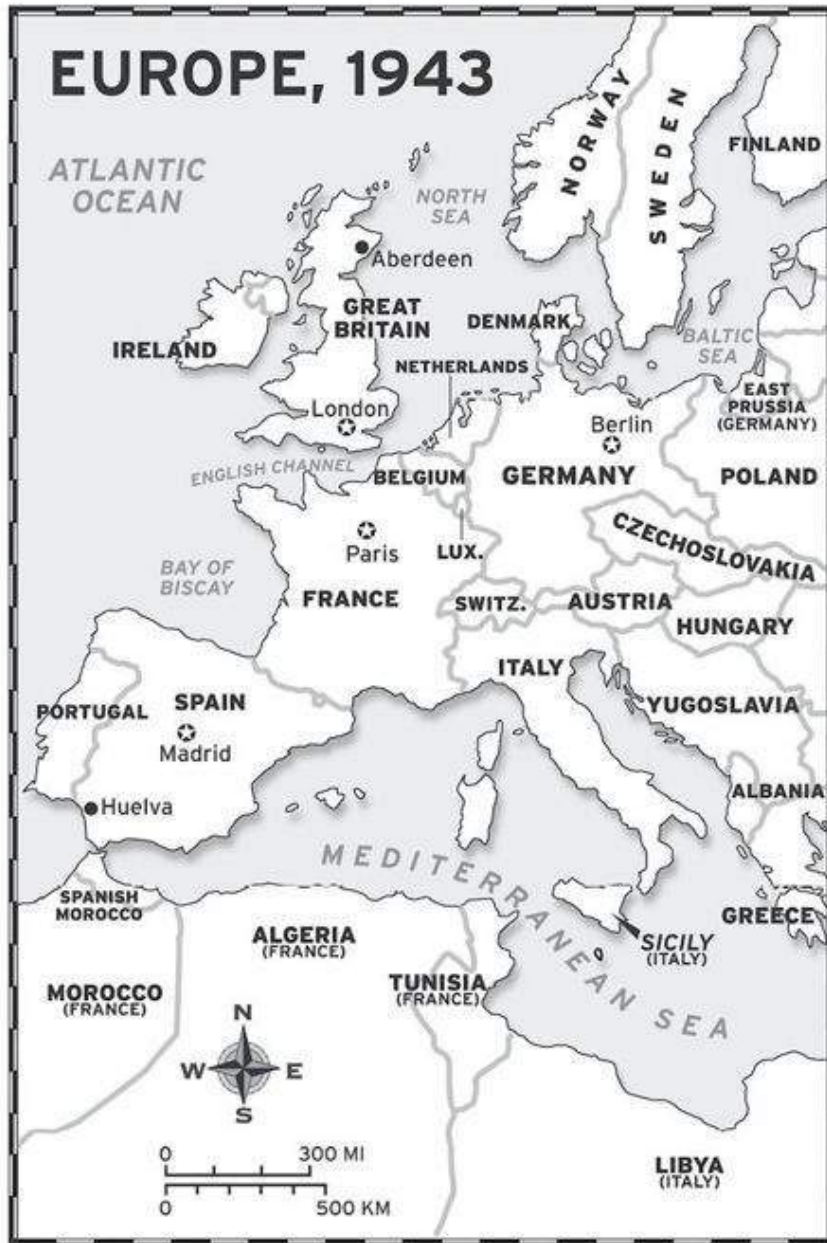 EUROPE, 1943
ATLANTIC
OCEAN
NORTH
SEA
NORWAY
SWEDEN
FINLAND
Aberdeen
GREAT
BRITAIN
IRELAND
DENMARK
BALTIC
SEA
NETHERLANDS
EAST
PRUSSIA
(GERMANY)
London
Berlin
ENGLISH CHANNEL
BELGIUM
GERMANY
POLAND
Paris
LUX.
CZECHOSLOVAKIA
BAY OF
BISCAY
FRANCE
SWITZ.
AUSTRIA
HUNGARY
ITALY
PORTUGAL
SPAIN
Madrid
YUGOSLAVIA
Huelva
ALBANIA
MEDITERRANEAN SEA
SPANISH
MOROCCO
GREECE
SICILY
(ITALY)
ALGERIA
(FRANCE)
TUNISIA
(FRANCE)
MOROCCO
(FRANCE)
N
W
E
S
0
300 MI
0
500 KM
LIBYA
(ITALY)